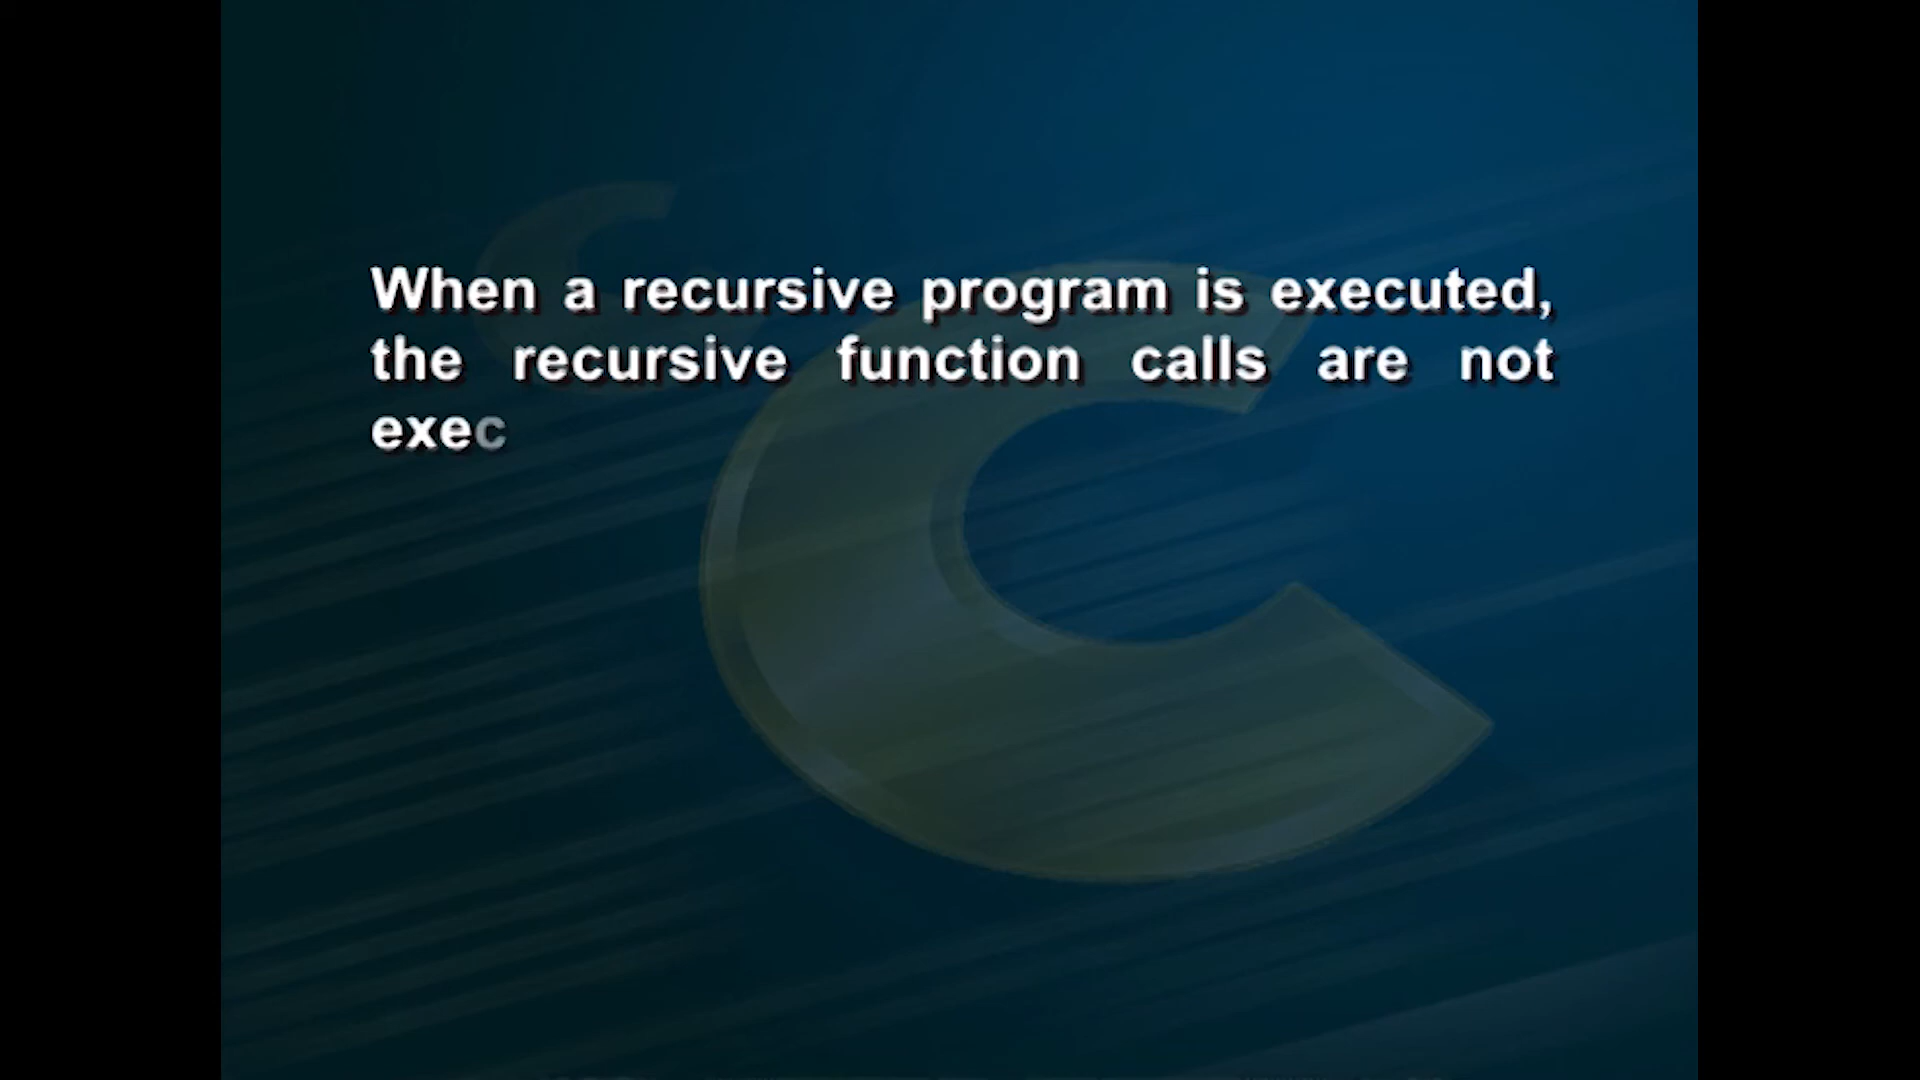 When a recursive program is executed,
the recursive function calls are not
exec